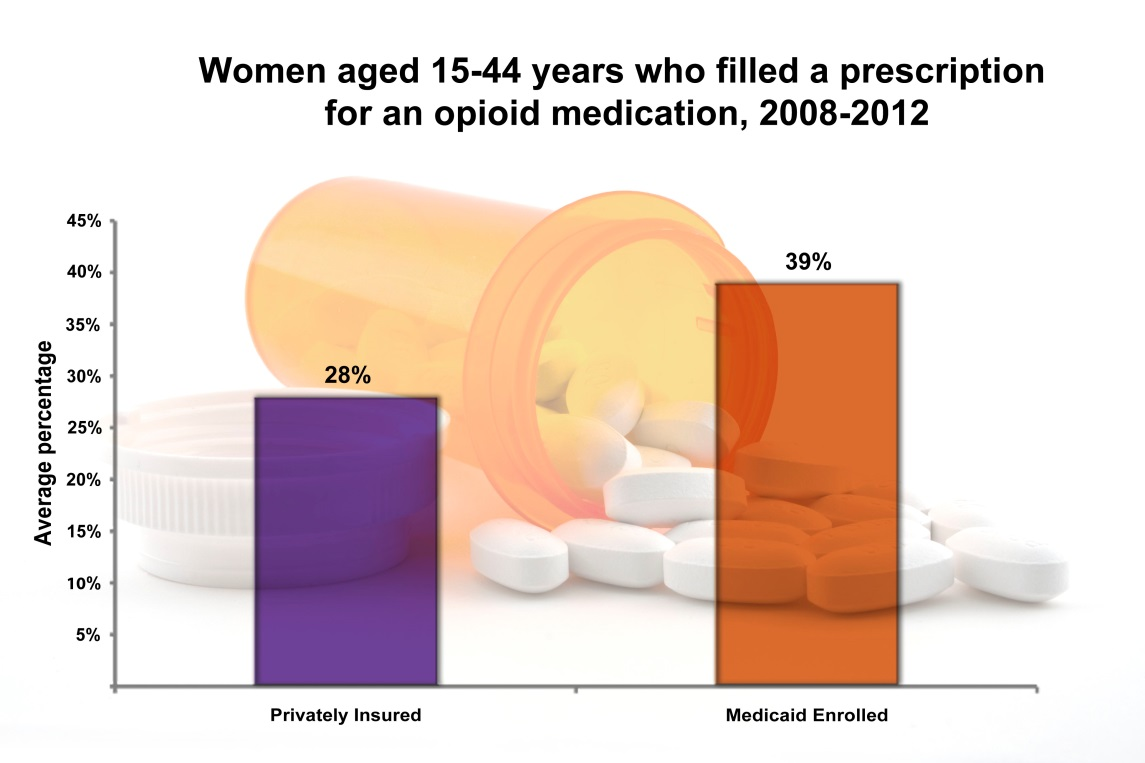 Women aged 15-44 years who filled a prescription
for an opioid medication, 2008-2012
Average percentage
45%
40%
35%
30%
25%
20%
15%
10%
5%
28%
39%
Privately Insured
Medicaid Enrolled